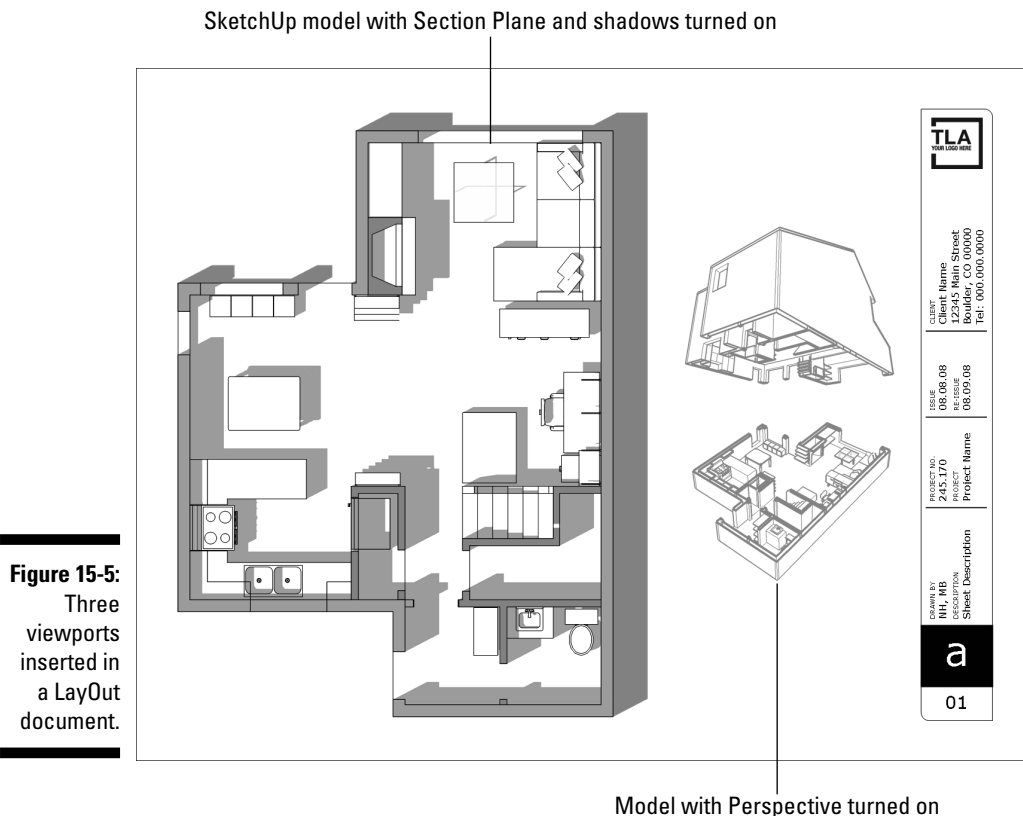 SketchUp model with Section Plane and shadows turned on
TLA
YOUR LOGO HERE
CLIENT
Client Name
12345 Main Street
Boulder, CO 00000
Tel: 000.000.0000
ISSUE
08.08.08
RE-ISSUE
08.09.08
PROJECT NO.
245.170
PROJECT
Project Name
DRAWN BY
NH, MB
DESCRIPTION
Sheet Description
a
01
Figure 15-5:
Three
viewports
inserted in
a LayOut
document.
Model with Perspective turned on